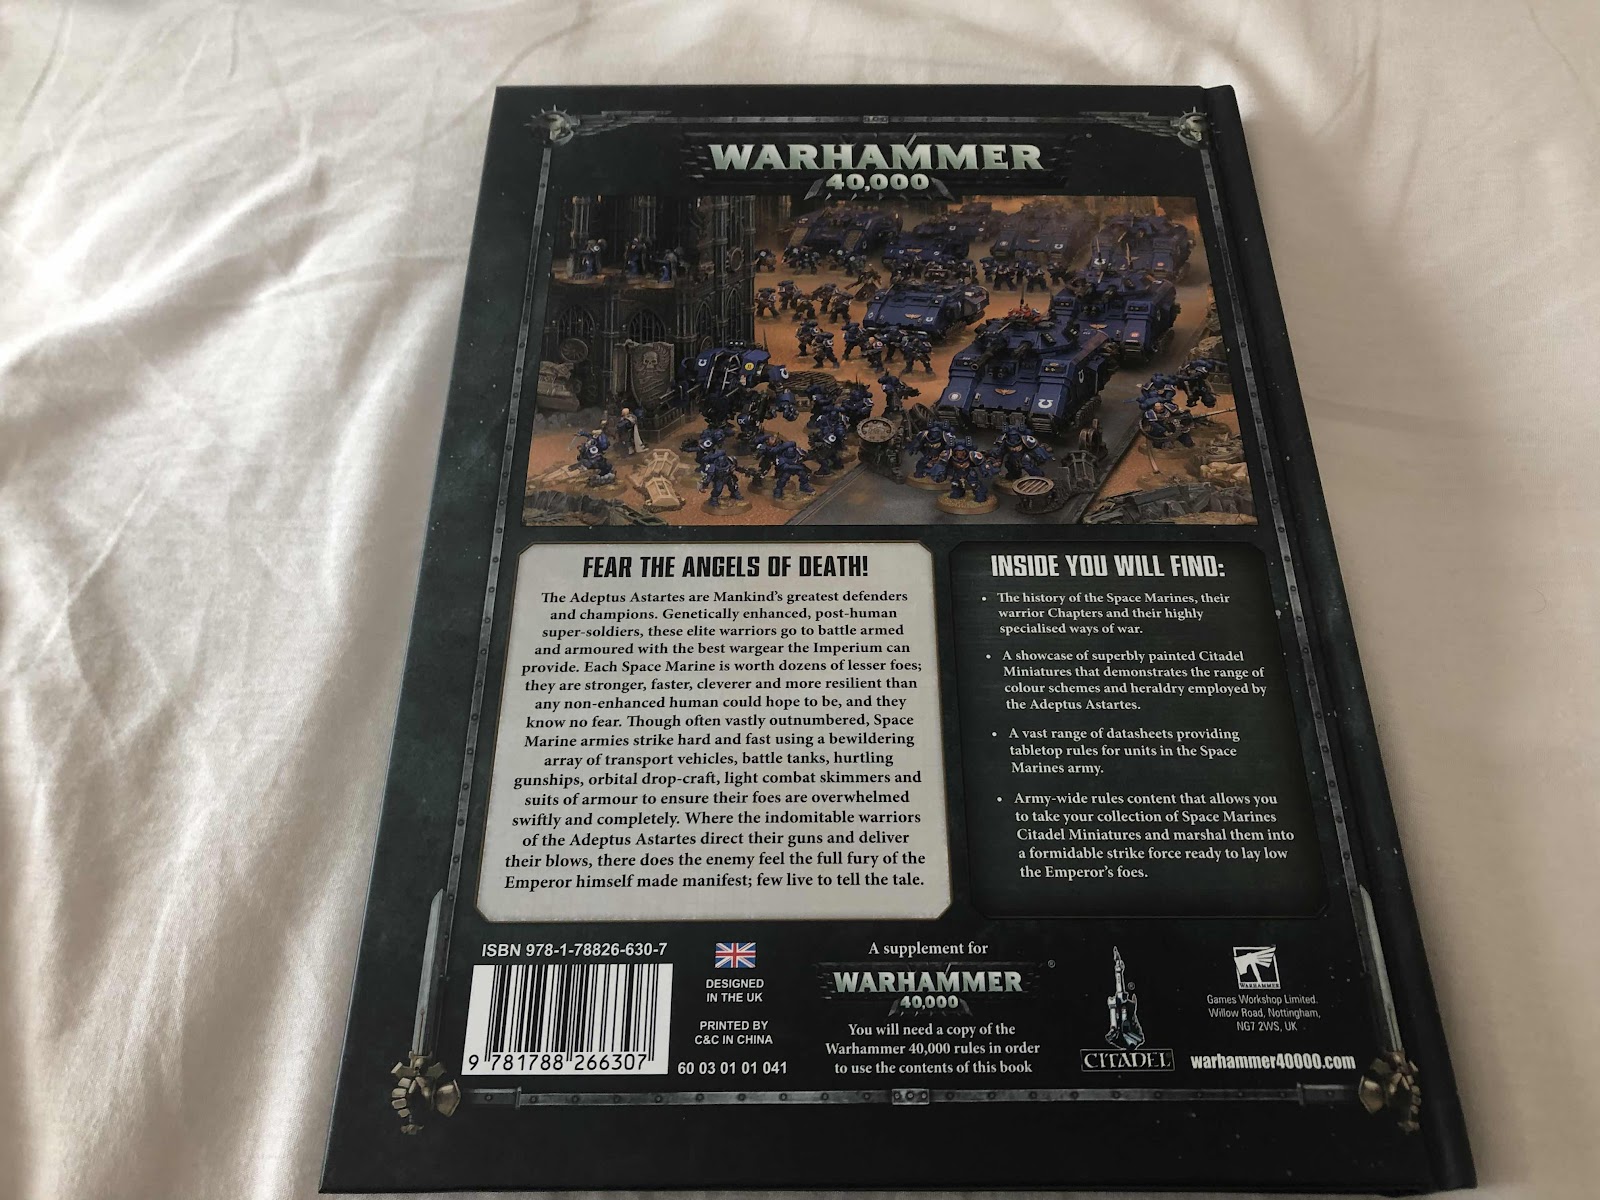 WARHAMMER
40,000
FEAR THE ANGELS OF DEATH!
The Adeptus Astartes are Mankind's greatest defenders
and champions. Genetically enhanced, post-human
super-soldiers, these elite warriors go to battle armed
and armoured with the best wargear the Imperium can
provide. Each Space Marine is worth dozens of lesser foes;
they are stronger, faster, cleverer and more resilient than
any non-enhanced human could hope to be, and they
know no fear. Though often vastly outnumbered, Space
Marine armies strike hard and fast using a bewildering
array of transport vehicles, battle tanks, hurtling
gunships, orbital drop-craft, light combat skimmers and
suits of armour to ensure their foes are overwhelmed
swiftly and completely. Where the indomitable warriors
of the Adeptus Astartes direct their guns and deliver
their blows, there does the enemy feel the full fury of the
Emperor himself made manifest; few live to tell the tale.
INSIDE YOU WILL FIND:
• The history of the Space Marines, their
warrior Chapters and their highly
specialised ways of war.
• A showcase of superbly painted Citadel
Miniatures that demonstrates the range of
colour schemes and heraldry employed by
the Adeptus Astartes.
• A vast range of datasheets providing
tabletop rules for units in the Space
Marines army.
• Army-wide rules content that allows you
to take your collection of Space Marines
Citadel Miniatures and marshal them into
a formidable strike force ready to lay low
the Emperor's foes.
ISBN 978-1-78826-630-7
9 781788 266307
DESIGNED
IN THE UK
PRINTED BY
C&C IN CHINA
60 03 01 01 041
A supplement for
WARHAMMER®
40,000
You will need a copy of the
Warhammer 40,000 rules in order
to use the contents of this book
®
CITADEL
WARHAMMER
Games Workshop Limited.
Willow Road, Nottingham,
NG7 2WS, UK
warhammer40000.com